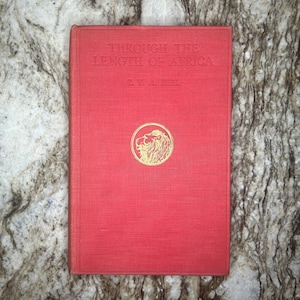 THROUGH THE
LENGTH OF AFRICA